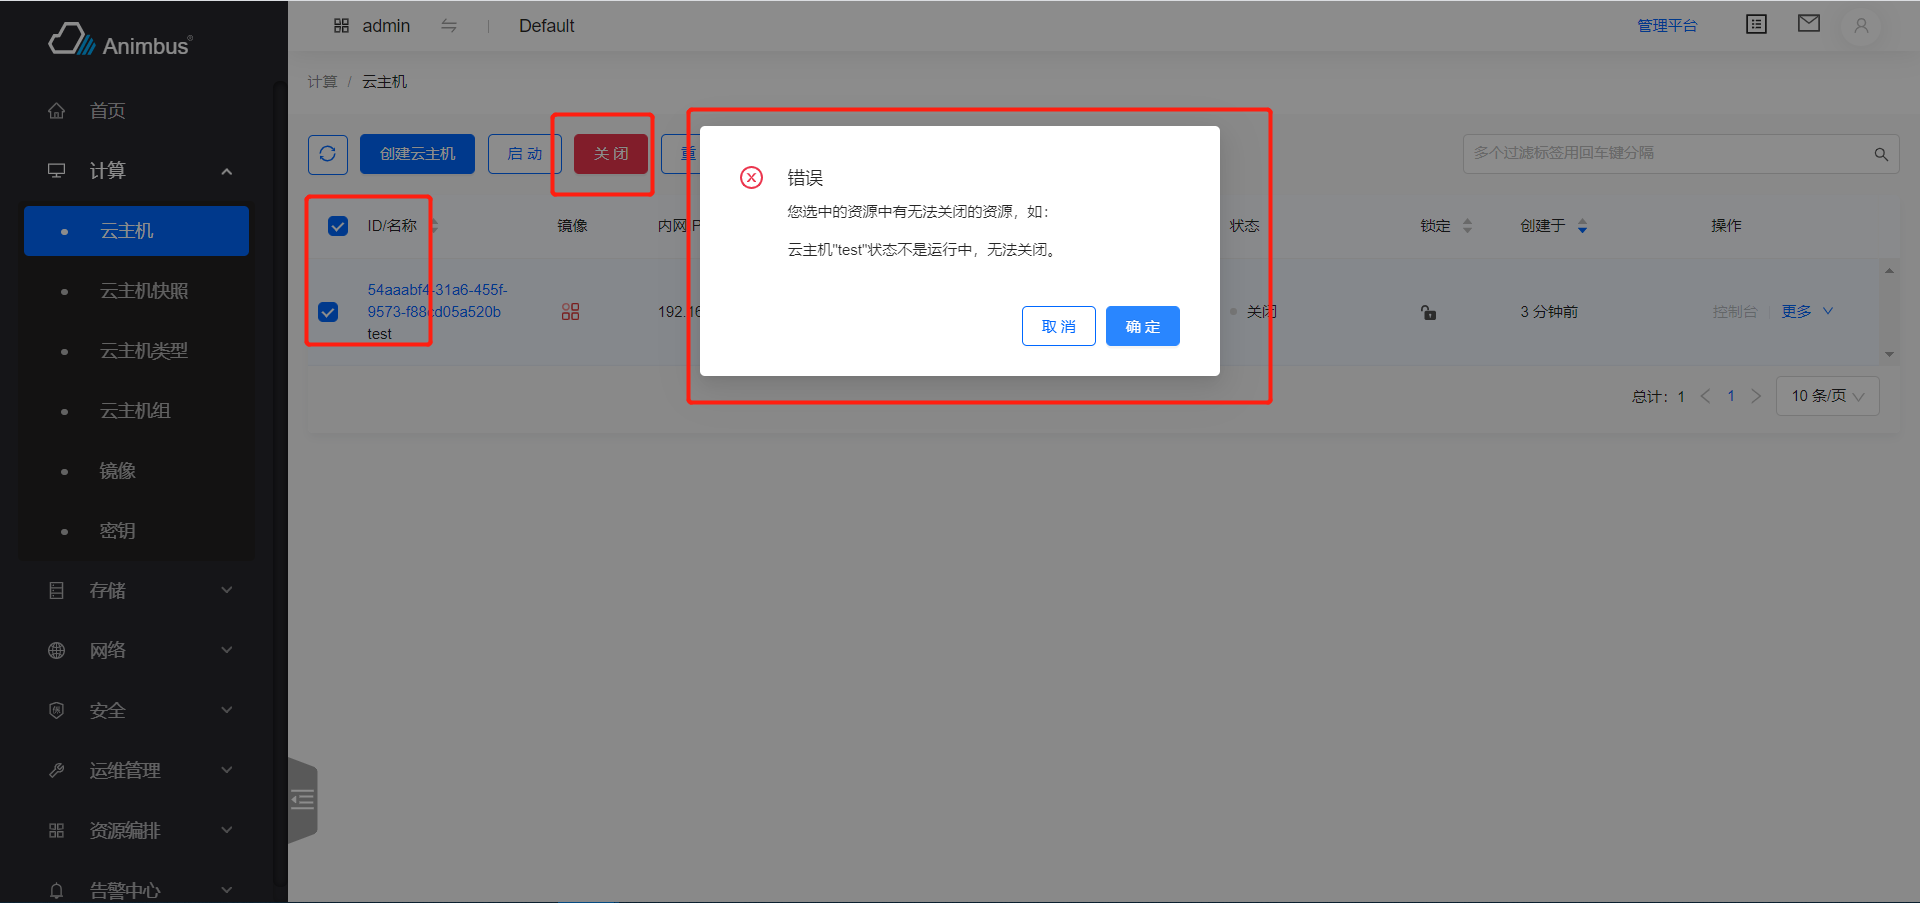 Animbus®
admin
Default
管理平台
首页
计算
云主机
云主机快照
云主机类型
云主机组
镜像
密钥
存储
网络
安全
运维管理
资源编排
告警中心
计算 / 云主机
创建云主机
启 动
关 闭
重
多个过滤标签用回车键分隔
ID/名称
镜像
内网 P
状态
锁定
创建于
操作
54aaabf4-31a6-455f-
9573-f88cd05a520b
test
192.16
关闭
3 分钟前
控制台
更多
总计：1
1
10 条/页
错误
您选中的资源中有无法关闭的资源，如：
云主机"test"状态不是运行中，无法关闭。
取 消
确 定